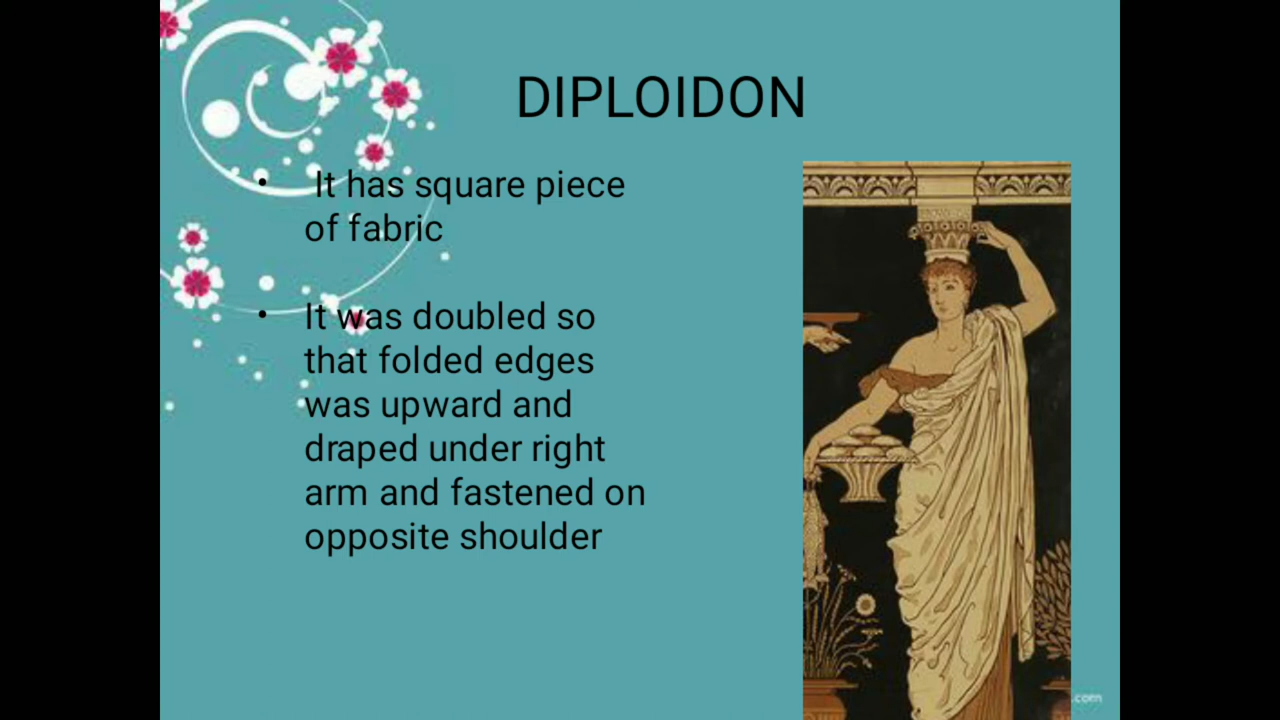 DIPLOIDON
• It has square piece
of fabric
• It was doubled so
that folded edges
was upward and
draped under right
arm and fastened on
opposite shoulder
.com